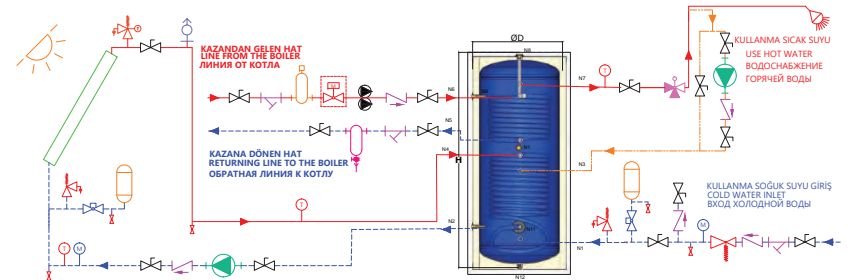 ØD
N8
KAZANDAN GELEN HAT
LINE FROM THE BOILER
ЛИНИЯ ОТ КОТЛА
M
N6
N7
T
KULLANMA SICAK SUYU
USE HOT WATER
ВОДОСНАБЖЕНИЕ
ГОРЯЧЕЙ ВОДЫ
N5
KAZANA DÖNEN HAT
RETURNING LINE TO THE BOILER
ОБРАТНАЯ ЛИНИЯ К КОТЛУ
N4
H
N3
KULLANMA SOĞUK SUYU GİRİŞ
COLD WATER INLET
ВХОД ХОЛОДНОЙ ВОДЫ
T
N2
M
N1
T
M
N12